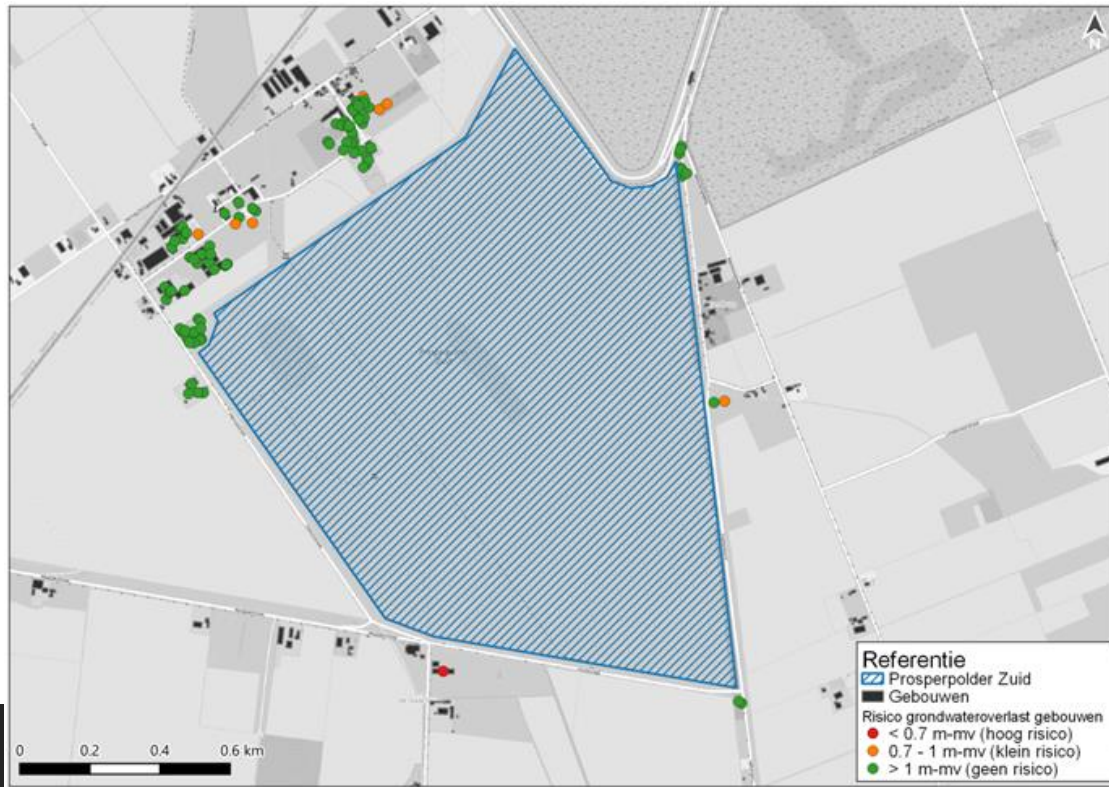 N
Referentie
Prosperpolder Zuid
Gebouwen
Risico grondwateroverlast gebouwen
< 0.7 m-mv (hoog risico)
0.7 - 1 m-mv (klein risico)
> 1 m-mv (geen risico)
0 0.2 0.4 0.6 km